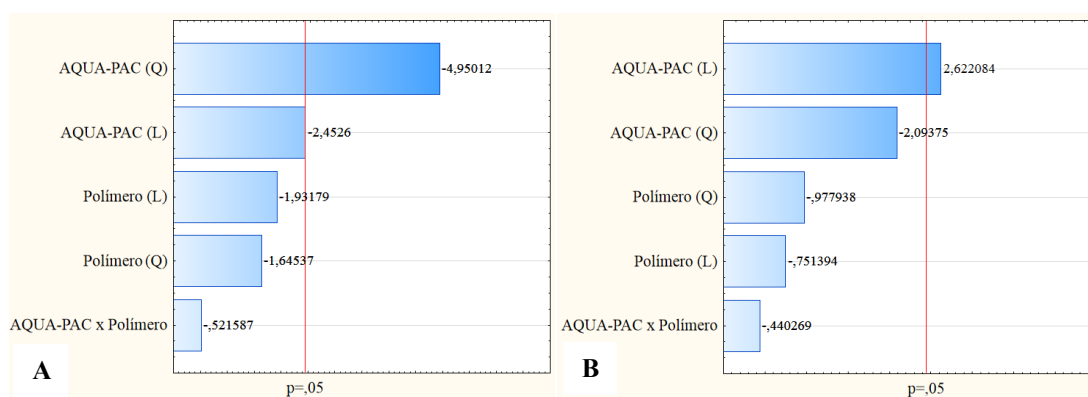 AQUA-PAC (Q)
-4,95012
AQUA-PAC (L)
-2,4526
Polímero (L)
-1,93179
Polímero (Q)
-1,64537
AQUA-PAC x Polímero
-,521587
p=,05
A
AQUA-PAC (L)
2,622084
AQUA-PAC (Q)
-2,09375
Polímero (Q)
-,977938
Polímero (L)
-,751394
AQUA-PAC x Polímero
-,440269
p=,05
B